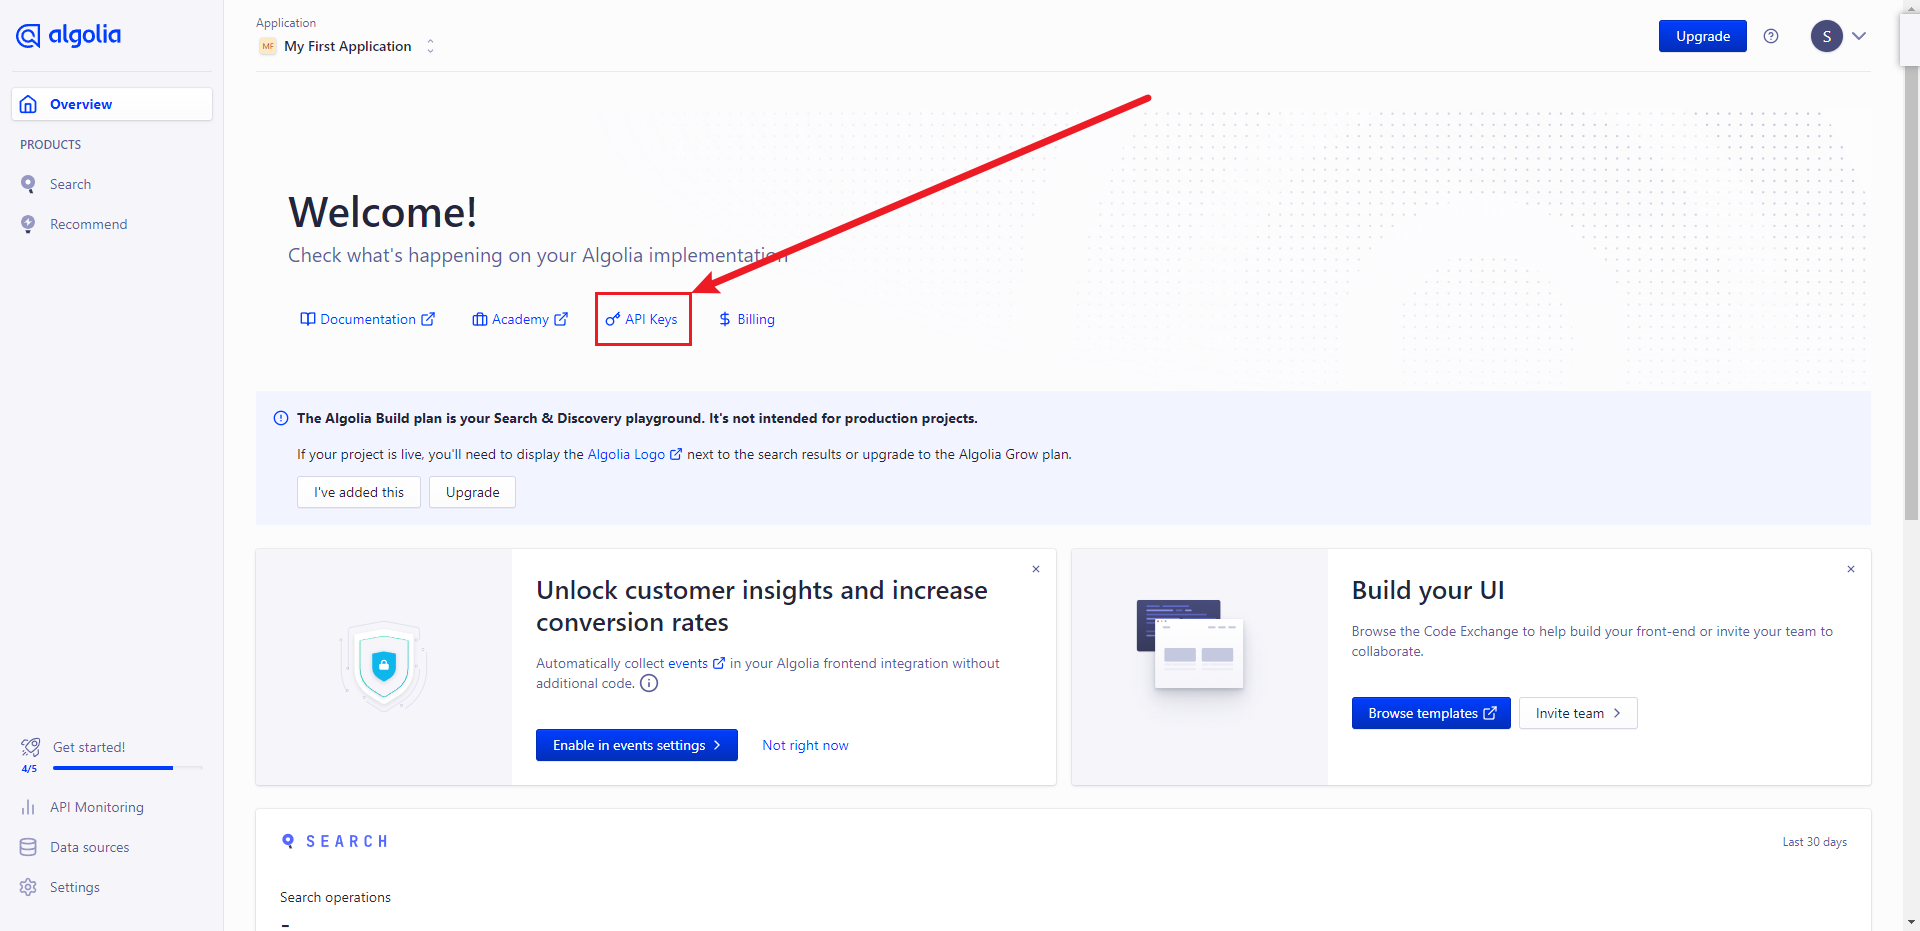 algolia
Application
MF My First Application
Upgrade
S
Overview
PRODUCTS
Search
Recommend
Welcome!
Check what's happening on your Algolia implementation
Documentation
Academy
API Keys
Billing
The Algolia Build plan is your Search & Discovery playground. It's not intended for production projects.
If your project is live, you'll need to display the Algolia Logo next to the search results or upgrade to the Algolia Grow plan.
I've added this
Upgrade
Unlock customer insights and increase
conversion rates
Automatically collect events in your Algolia frontend integration without
additional code.
Enable in events settings
Not right now
Build your UI
Browse the Code Exchange to help build your front-end or invite your team to
collaborate.
Browse templates
Invite team
Get started!
4/5
API Monitoring
Data sources
Settings
SEARCH
Last 30 days
Search operations
-